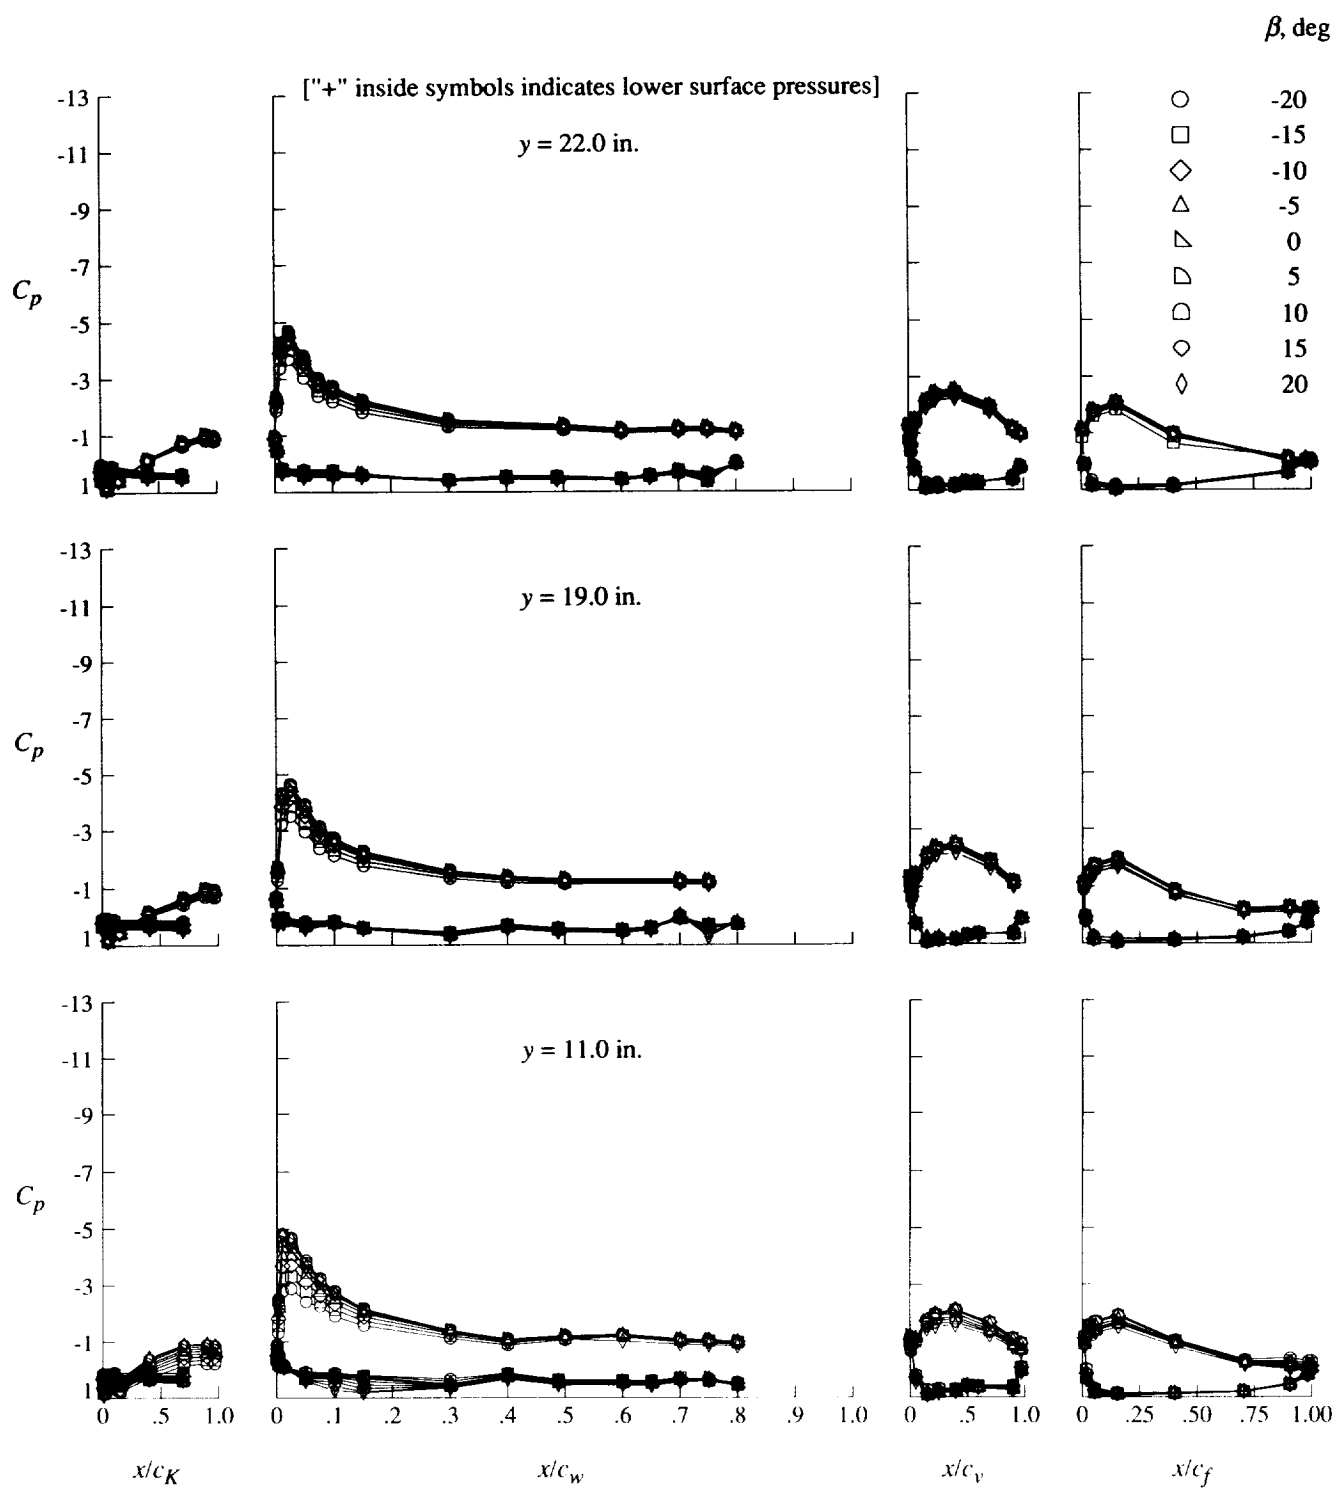 β, deg
["+" inside symbols indicates lower surface pressures]
-20
-15
-10
-5
0
5
10
15
20
y = 22.0 in.
-13
-11
-9
-7
-5
-3
-1
1
C_p
y = 19.0 in.
-13
-11
-9
-7
-5
-3
-1
1
C_p
y = 11.0 in.
-13
-11
-9
-7
-5
-3
-1
1
C_p
0 .5 1.0
0 .1 .2 .3 .4 .5 .6 .7 .8 .9 1.0
0 .5 1.0
0 .25 .50 .75 1.00
x/c_K
x/c_w
x/c_v
x/c_f